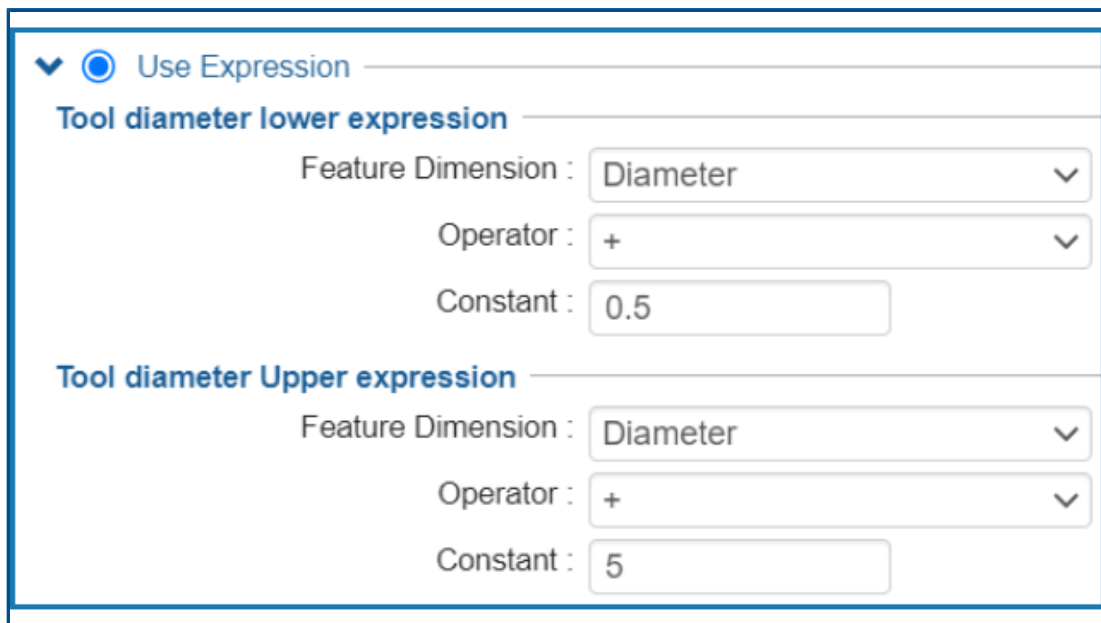 Use Expression
Tool diameter lower expression
Feature Dimension : Diameter
Operator : +
Constant : 0.5
Tool diameter Upper expression
Feature Dimension : Diameter
Operator : +
Constant : 5